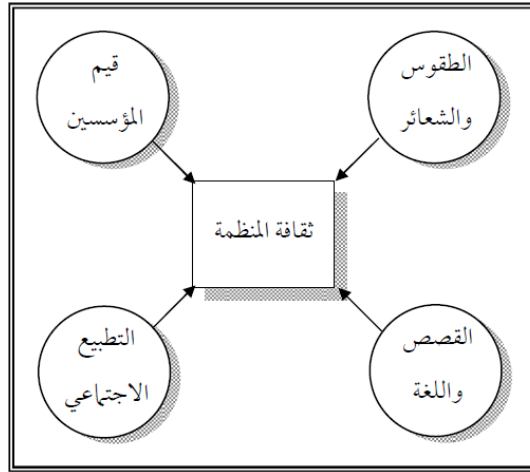 الطقوس
والشعائر
قيم
المؤسسين
ثقافة المنظمة
القصص
واللغة
التطبيع
الاجتماعي